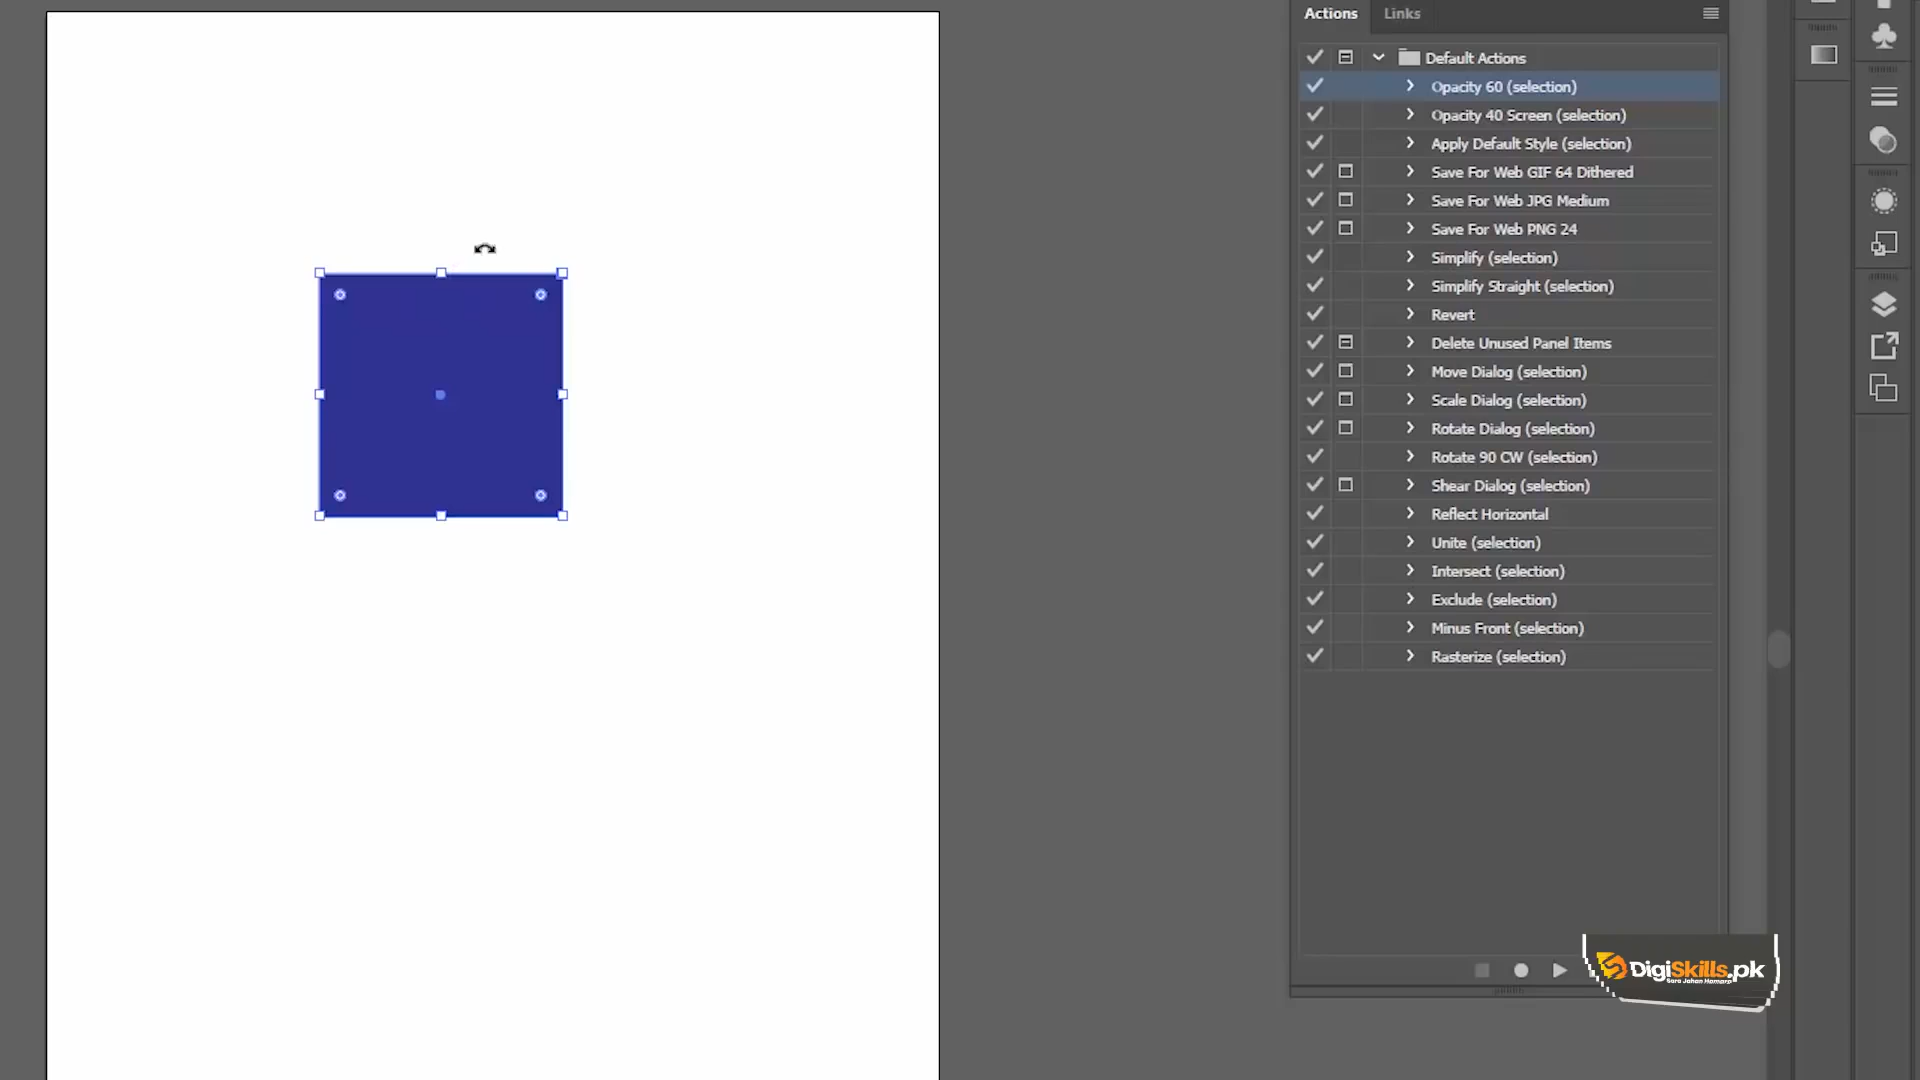 Actions
Links
Default Actions
Opacity 60 (selection)
Opacity 40 Screen (selection)
Apply Default Style (selection)
Save For Web GIF 64 Dithered
Save For Web JPG Medium
Save For Web PNG 24
Simplify (selection)
Simplify Straight (selection)
Revert
Delete Unused Panel Items
Move Dialog (selection)
Scale Dialog (selection)
Rotate Dialog (selection)
Rotate 90 CW (selection)
Shear Dialog (selection)
Reflect Horizontal
Unite (selection)
Intersect (selection)
Exclude (selection)
Minus Front (selection)
Rasterize (selection)
DigiSkills.pk
Sara Jahan Hamara